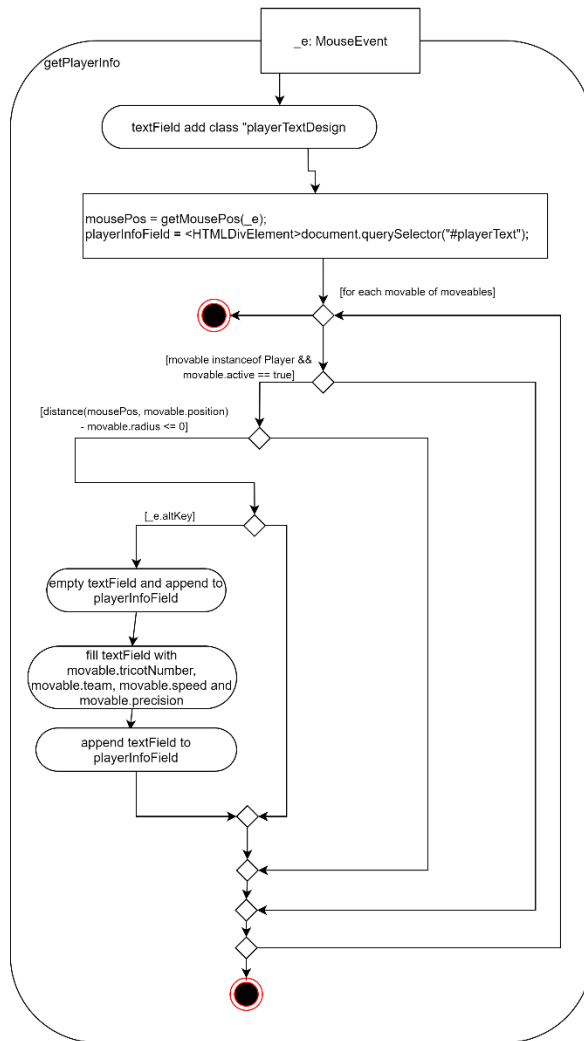 _e: MouseEvent
getPlayerInfo
textField add class "playerTextDesign
mousePos = getMousePos(_e);
playerInfoField = <HTMLDivElement>document.querySelector("#playerText");
[for each movable of moveables]
[movable instanceof Player &&
movable.active == true]
[distance(mousePos, movable.position)
- movable.radius <= 0]
[_e.altKey]
empty textField and append to
playerInfoField
fill textField with
movable.tricotNumber,
movable.team, movable.speed and
movable.precision
append textField to
playerInfoField